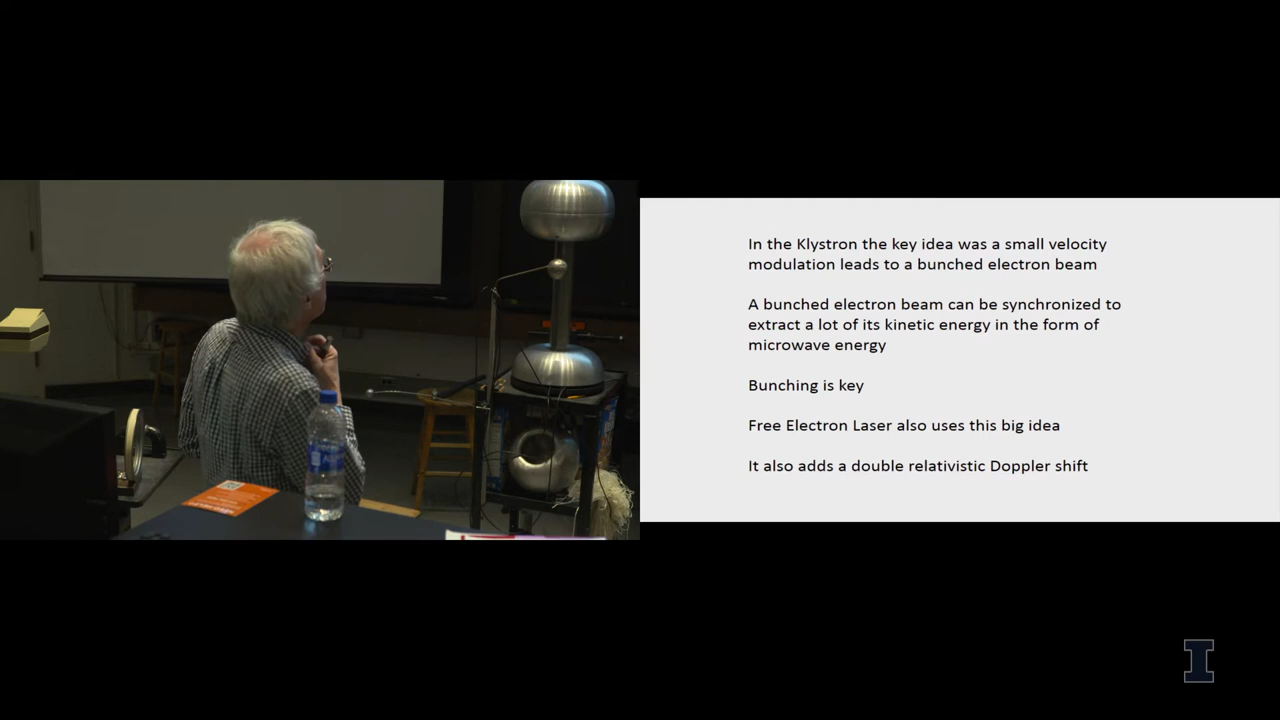 In the Klystron the key idea was a small velocity
modulation leads to a bunched electron beam
A bunched electron beam can be synchronized to
extract a lot of its kinetic energy in the form of
microwave energy
Bunching is key
Free Electron Laser also uses this big idea
It also adds a double relativistic Doppler shift